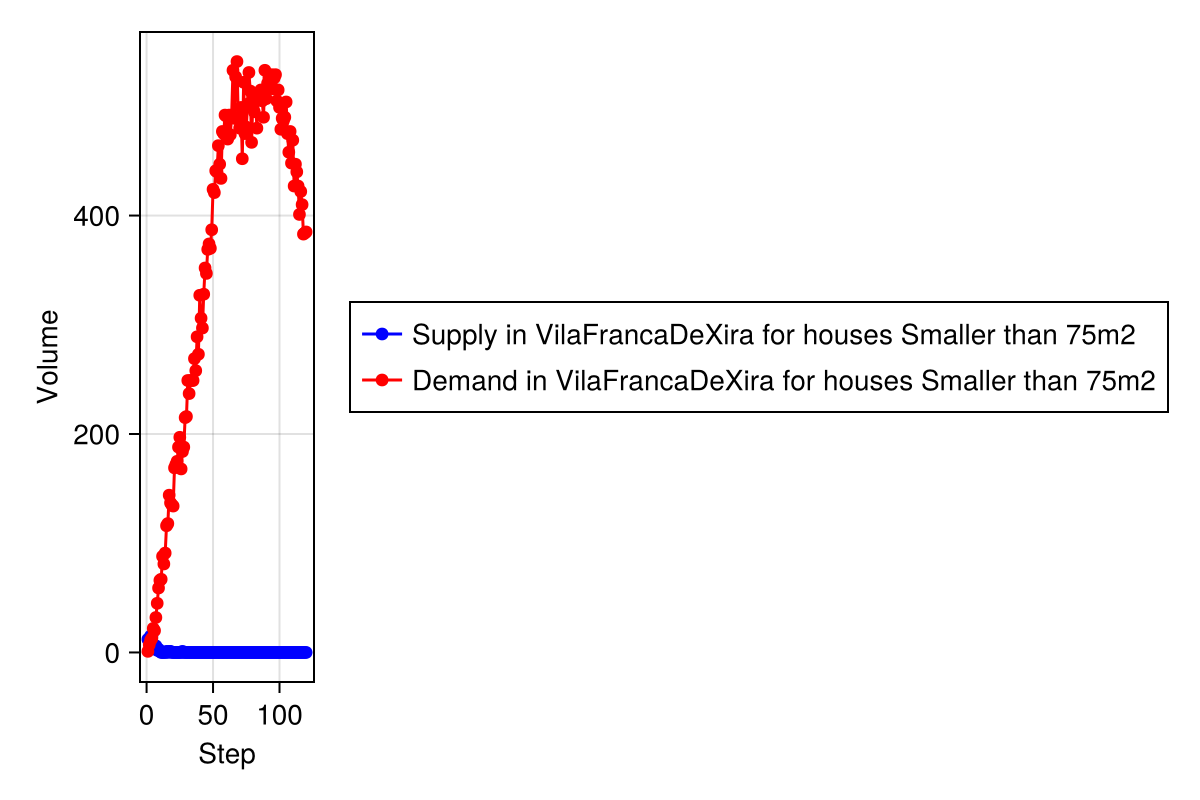 Volume
400
200
0
0 50 100
Step
Supply in VilaFrancaDeXira for houses Smaller than 75m2
Demand in VilaFrancaDeXira for houses Smaller than 75m2